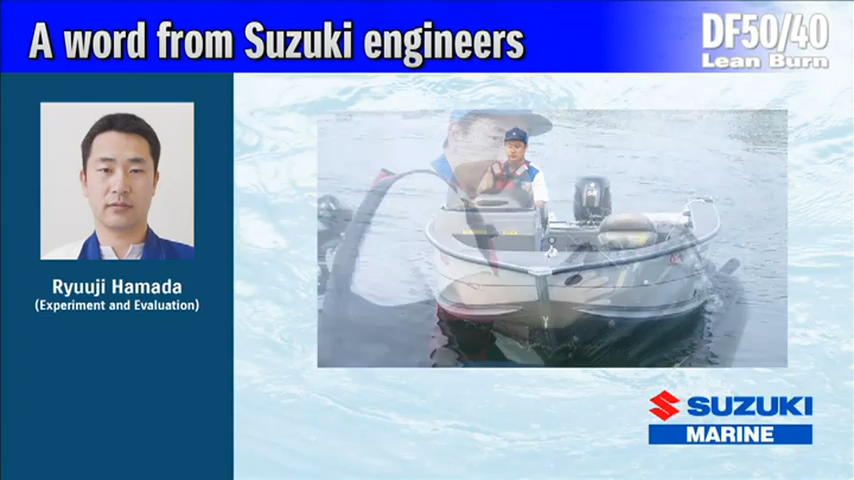 A word from Suzuki engineers
DF50/40
Lean Burn
Ryuuji Hamada
(Experiment and Evaluation)
SUZUKI
MARINE